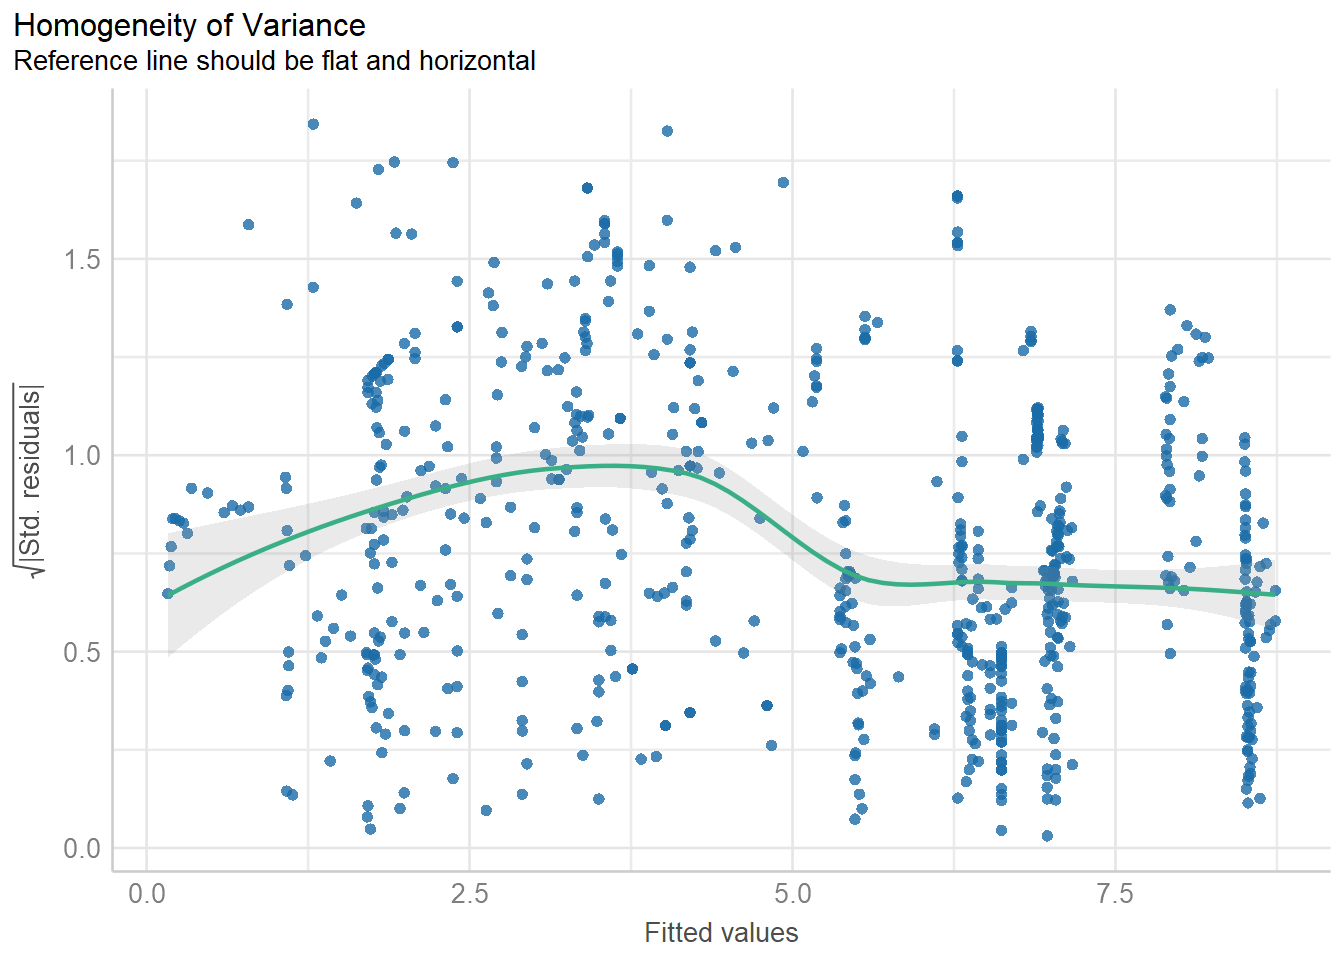 Homogeneity of Variance
Reference line should be flat and horizontal
√|Std. residuals|
1.5
1.0
0.5
0.0
0.0 2.5 5.0 7.5
Fitted values